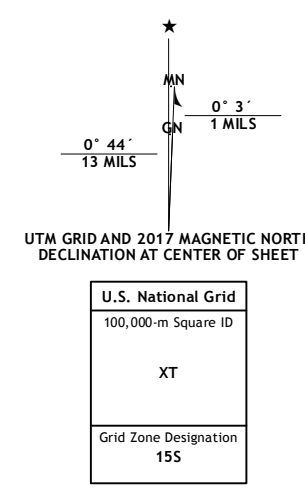 ★
MN
0° 3´
1 MILS
GN
0° 44´
13 MILS
UTM GRID AND 2017 MAGNETIC NORTH
DECLINATION AT CENTER OF SHEET
U.S. National Grid
100,000-m Square ID
XT
Grid Zone Designation
15S